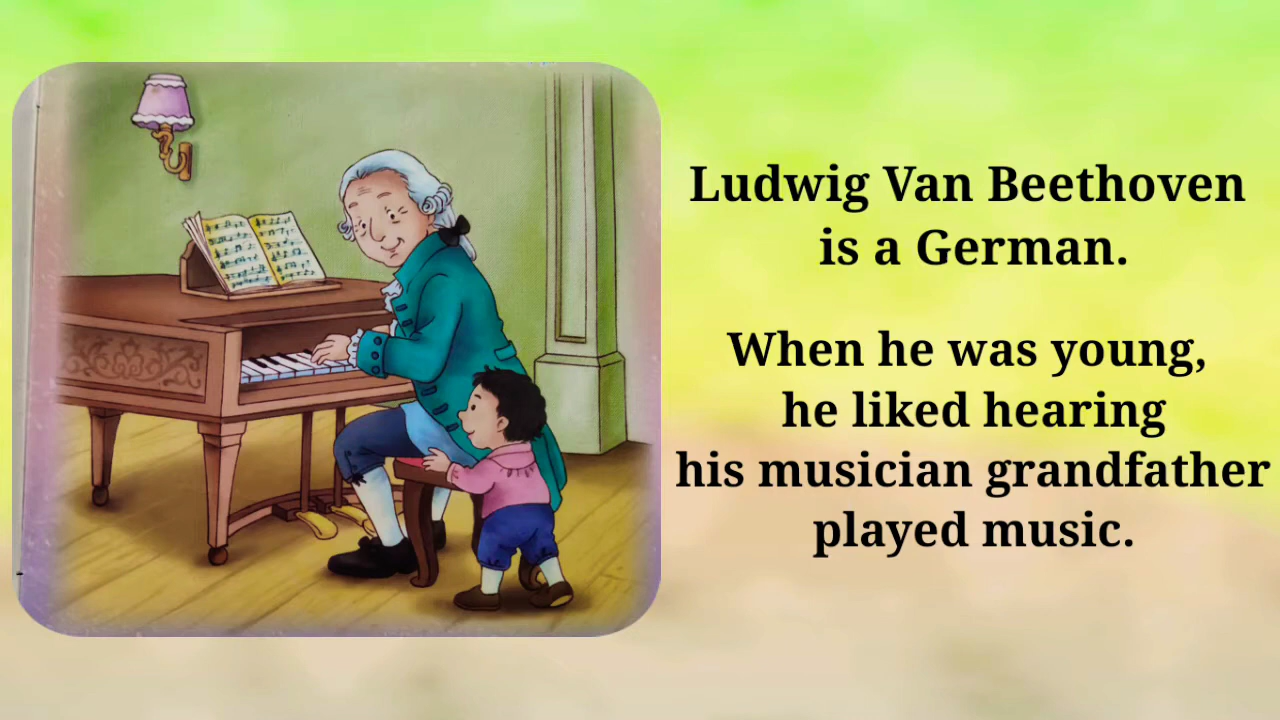 Ludwig Van Beethoven
is a German.
When he was young,
he liked hearing
his musician grandfather
played music.